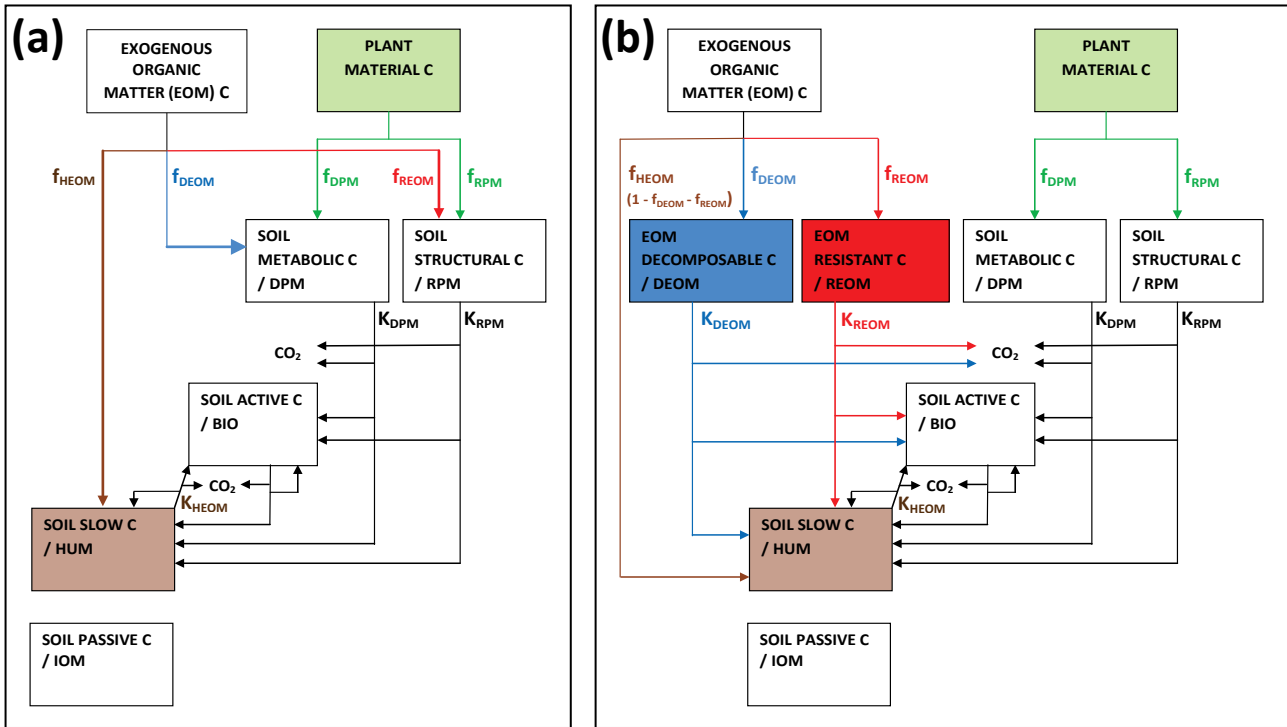 (a)
EXOGENOUS
ORGANIC
MATTER (EOM) C
PLANT
MATERIAL C
fHEOM
fDEOM
fDPM
fREOM
fRPM
SOIL
METABOLIC C
/ DPM
SOIL
STRUCTURAL C
/ RPM
KDPM
KRPM
CO₂
SOIL ACTIVE C
/ BIO
CO₂
KHEOM
SOIL SLOW C
/ HUM
SOIL PASSIVE C
/ IOM
(b)
EXOGENOUS
ORGANIC
MATTER (EOM) C
PLANT
MATERIAL C
fHEOM
(1 - fDEOM - fREOM)
fDEOM
fREOM
fDPM
fRPM
EOM
DECOMPOSABLE C
/ DEOM
EOM
RESISTANT C
/ REOM
SOIL
METABOLIC C
/ DPM
SOIL
STRUCTURAL C
/ RPM
KDEOM
KREOM
KDPM
KRPM
CO₂
SOIL ACTIVE C
/ BIO
CO₂
KHEOM
SOIL SLOW C
/ HUM
SOIL PASSIVE C
/ IOM